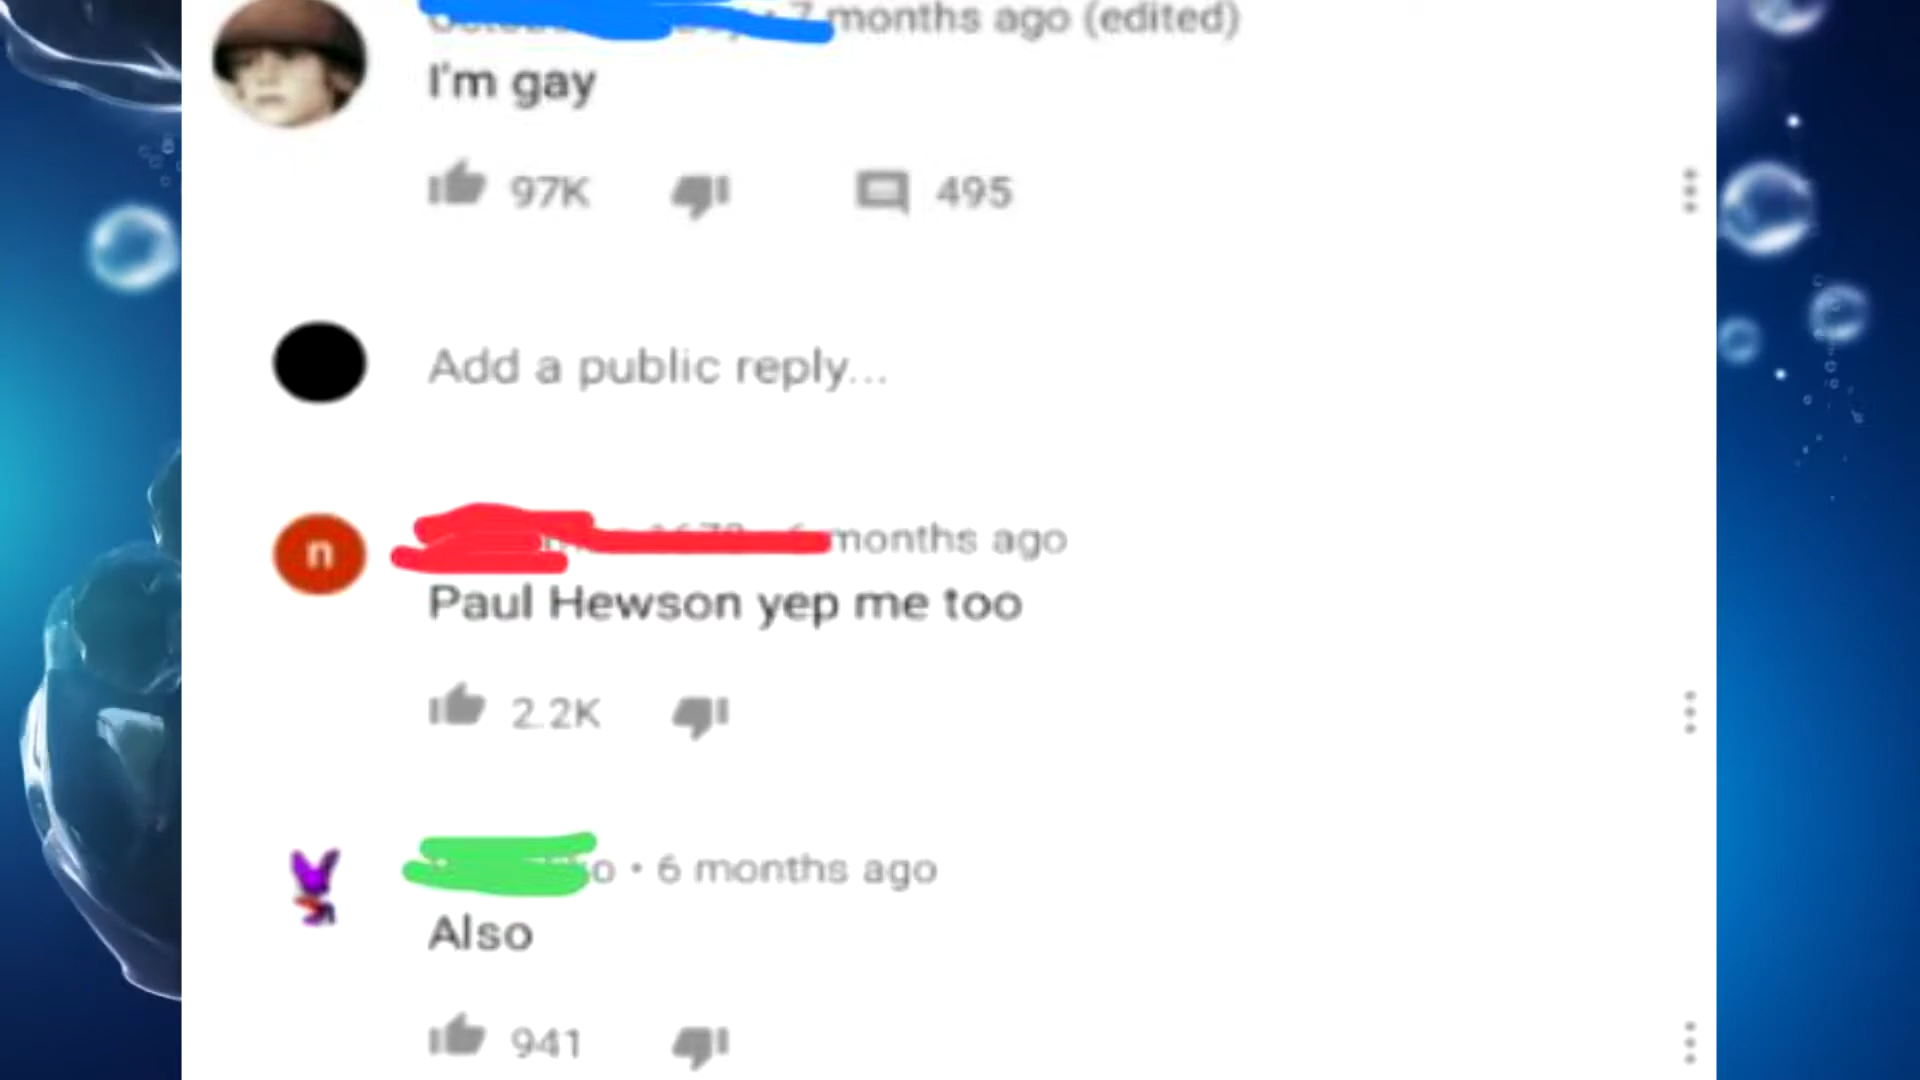 7 months ago (edited)
I'm gay
97K 495
Add a public reply...
n
6 months ago
Paul Hewson yep me too
2.2K
o • 6 months ago
Also
941